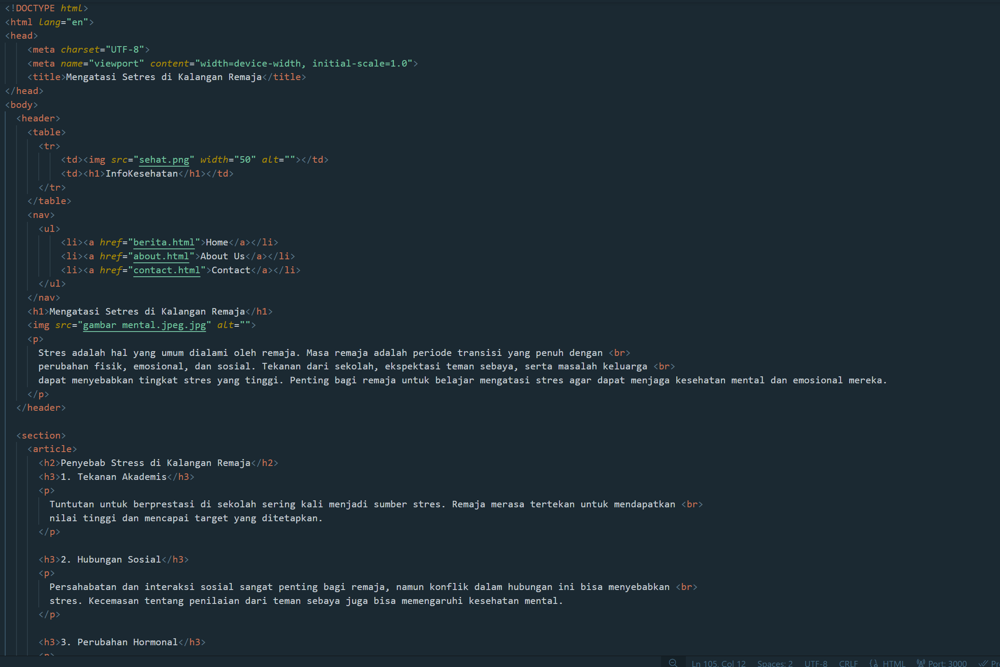 <!DOCTYPE html>
<html lang="en">
<head>
<meta charset="UTF-8">
<meta name="viewport" content="width=device-width, initial-scale=1.0">
<title>Mengatasi Setres di Kalangan Remaja</title>
</head>
<body>
<header>
<table>
<tr>
<td><img src="sehat.png" width="50" alt=""></td>
<td><h1>InfoKesehatan</h1></td>
</tr>
</table>
<nav>
<ul>
<li><a href="berita.html">Home</a></li>
<li><a href="about.html">About Us</a></li>
<li><a href="contact.html">Contact</a></li>
</ul>
</nav>
<h1>Mengatasi Setres di Kalangan Remaja</h1>
<img src="gambar mental.jpeg.jpg" alt="">
<p>
Stres adalah hal yang umum dialami oleh remaja. Masa remaja adalah periode transisi yang penuh dengan <br>
perubahan fisik, emosional, dan sosial. Tekanan dari sekolah, ekspektasi teman sebaya, serta masalah keluarga <br>
dapat menyebabkan tingkat stres yang tinggi. Penting bagi remaja untuk belajar mengatasi stres agar dapat menjaga kesehatan mental dan emosional mereka.
</p>
</header>
<section>
<article>
<h2>Penyebab Stress di Kalangan Remaja</h2>
<h3>1. Tekanan Akademis</h3>
<p>
Tuntutan untuk berprestasi di sekolah sering kali menjadi sumber stres. Remaja merasa tertekan untuk mendapatkan <br>
nilai tinggi dan mencapai target yang ditetapkan.
</p>
<h3>2. Hubungan Sosial</h3>
<p>
Persahabatan dan interaksi sosial sangat penting bagi remaja, namun konflik dalam hubungan ini bisa menyebabkan <br>
stres. Kecemasan tentang penilaian dari teman sebaya juga bisa memengaruhi kesehatan mental.
</p>
<h3>3. Perubahan Hormonal</h3>
<p>
Ln 105, Col 12 Spaces: 2 UTF-8 CRLF HTML Port: 3000